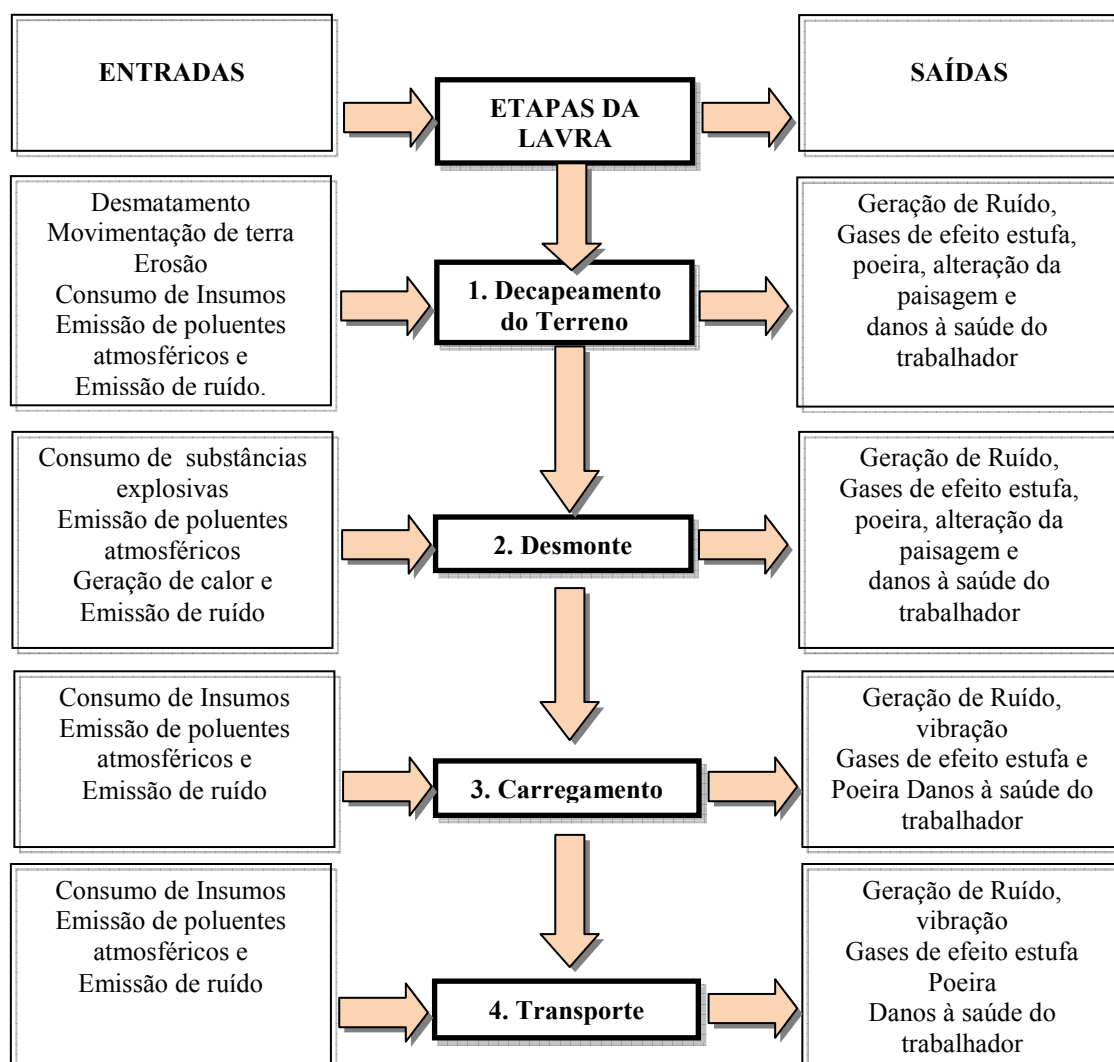 ENTRADAS
ETAPAS DA
LAVRA
SAÍDAS
Desmatamento
Movimentação de terra
Erosão
Consumo de Insumos
Emissão de poluentes
atmosféricos e
Emissão de ruído.
1. Decapeamento
do Terreno
Geração de Ruído,
Gases de efeito estufa,
poeira, alteração da
paisagem e
danos à saúde do
trabalhador
Consumo de substâncias
explosivas
Emissão de poluentes
atmosféricos
Geração de calor e
Emissão de ruído
2. Desmonte
Geração de Ruído,
Gases de efeito estufa,
poeira, alteração da
paisagem e
danos à saúde do
trabalhador
Consumo de Insumos
Emissão de poluentes
atmosféricos e
Emissão de ruído
3. Carregamento
Geração de Ruído,
vibração
Gases de efeito estufa e
Poeira Danos à saúde do
trabalhador
Consumo de Insumos
Emissão de poluentes
atmosféricos e
Emissão de ruído
4. Transporte
Geração de Ruído,
vibração
Gases de efeito estufa
Poeira
Danos à saúde do
trabalhador